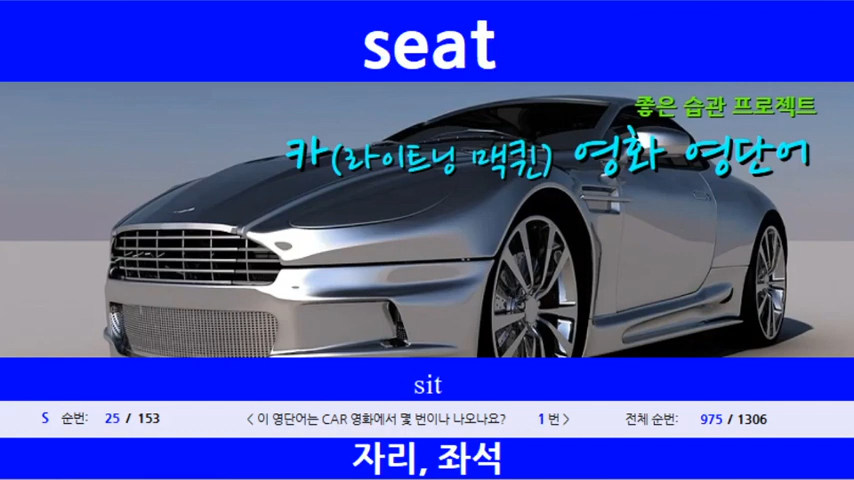 seat
좋은 습관 프로젝트
카(라이트닝 맥퀸) 영화 영단어
sit
S 순번: 25 / 153 < 이 영단어는 CAR 영화에서 몇 번이나 나오나요? 1 번 > 전체 순번: 975 / 1306
자리, 좌석